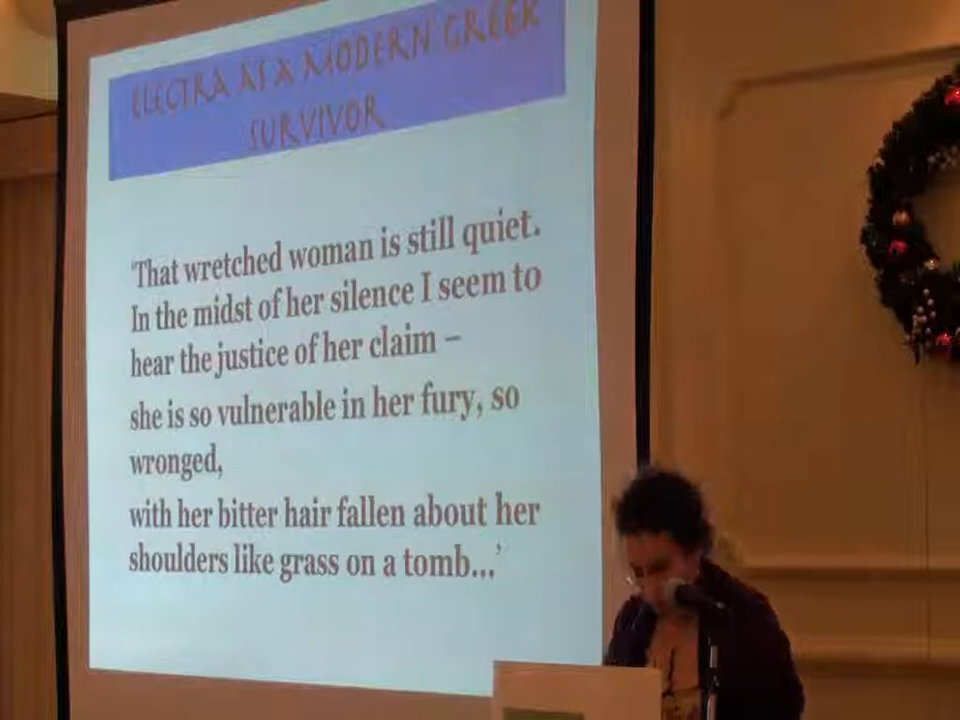 ELECTRA AS A MODERN GREEK
SURVIVOR
'That wretched woman is still quiet.
In the midst of her silence I seem to
hear the justice of her claim –
she is so vulnerable in her fury, so
wronged,
with her bitter hair fallen about her
shoulders like grass on a tomb...'